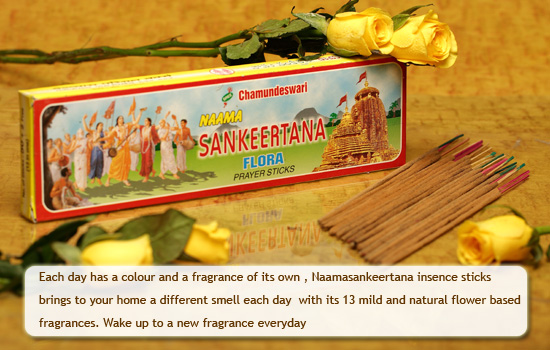 Chamundeswari
NAAMA
SANKEERTANA
FLORA
PRAYER STICKS
Each day has a colour and a fragrance of its own , Naamasankeertana insence sticks
brings to your home a different smell each day with its 13 mild and natural flower based
fragrances. Wake up to a new fragrance everyday